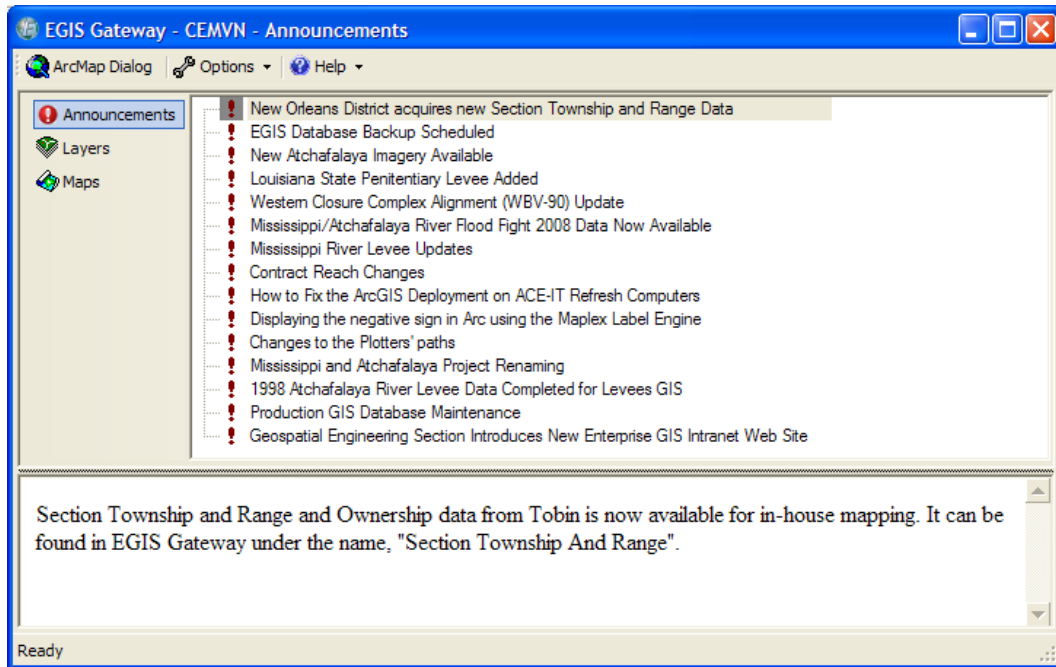 EGIS Gateway - CEMVN - Announcements
ArcMap Dialog Options Help
Announcements
Layers
Maps
New Orleans District acquires new Section Township and Range Data
EGIS Database Backup Scheduled
New Atchafalaya Imagery Available
Louisiana State Penitentiary Levee Added
Western Closure Complex Alignment (WBV-90) Update
Mississippi/Atchafalaya River Flood Fight 2008 Data Now Available
Mississippi River Levee Updates
Contract Reach Changes
How to Fix the ArcGIS Deployment on ACE-IT Refresh Computers
Displaying the negative sign in Arc using the Maplex Label Engine
Changes to the Plotters' paths
Mississippi and Atchafalaya Project Renaming
1998 Atchafalaya River Levee Data Completed for Levees GIS
Production GIS Database Maintenance
Geospatial Engineering Section Introduces New Enterprise GIS Intranet Web Site
Section Township and Range and Ownership data from Tobin is now available for in-house mapping. It can be
found in EGIS Gateway under the name, "Section Township And Range".
Ready